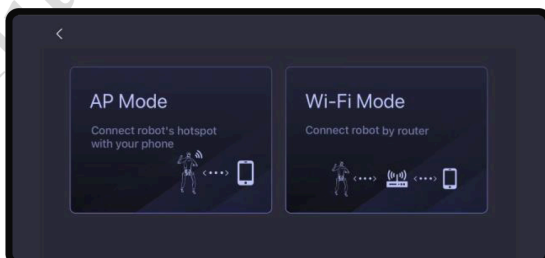 AP Mode
Connect robot's hotspot
with your phone
Wi-Fi Mode
Connect robot by router